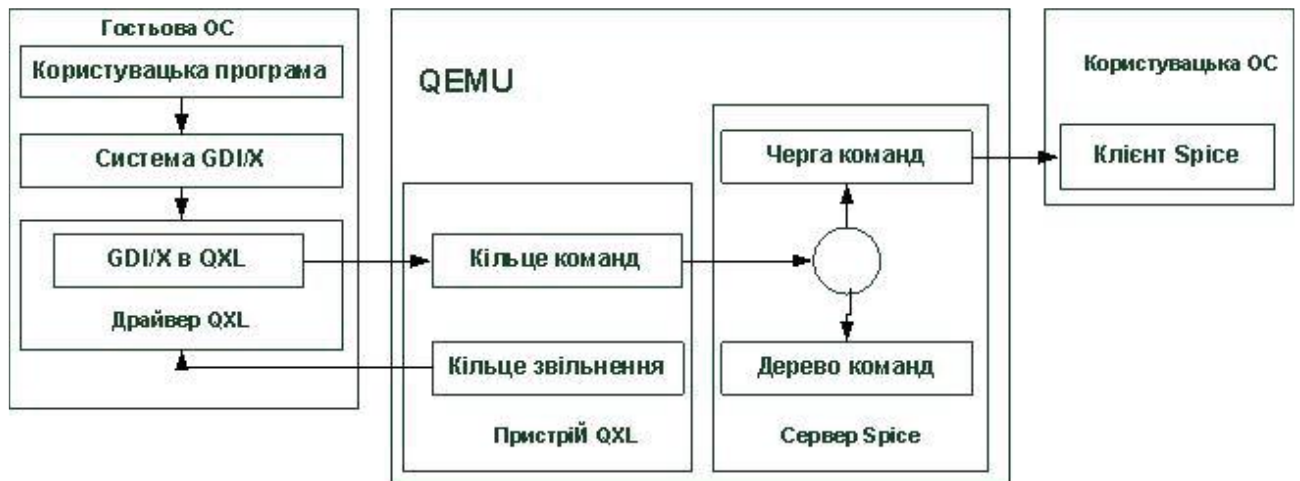 Гостьова ОС
Користувацька програма
Система GDI/X
GDI/X в QXL
Драйвер QXL
QEMU
Кільце команд
Кільце звільнення
Пристрій QXL
Черга команд
Дерево команд
Сервер Spice
Користувацька ОС
Клієнт Spice